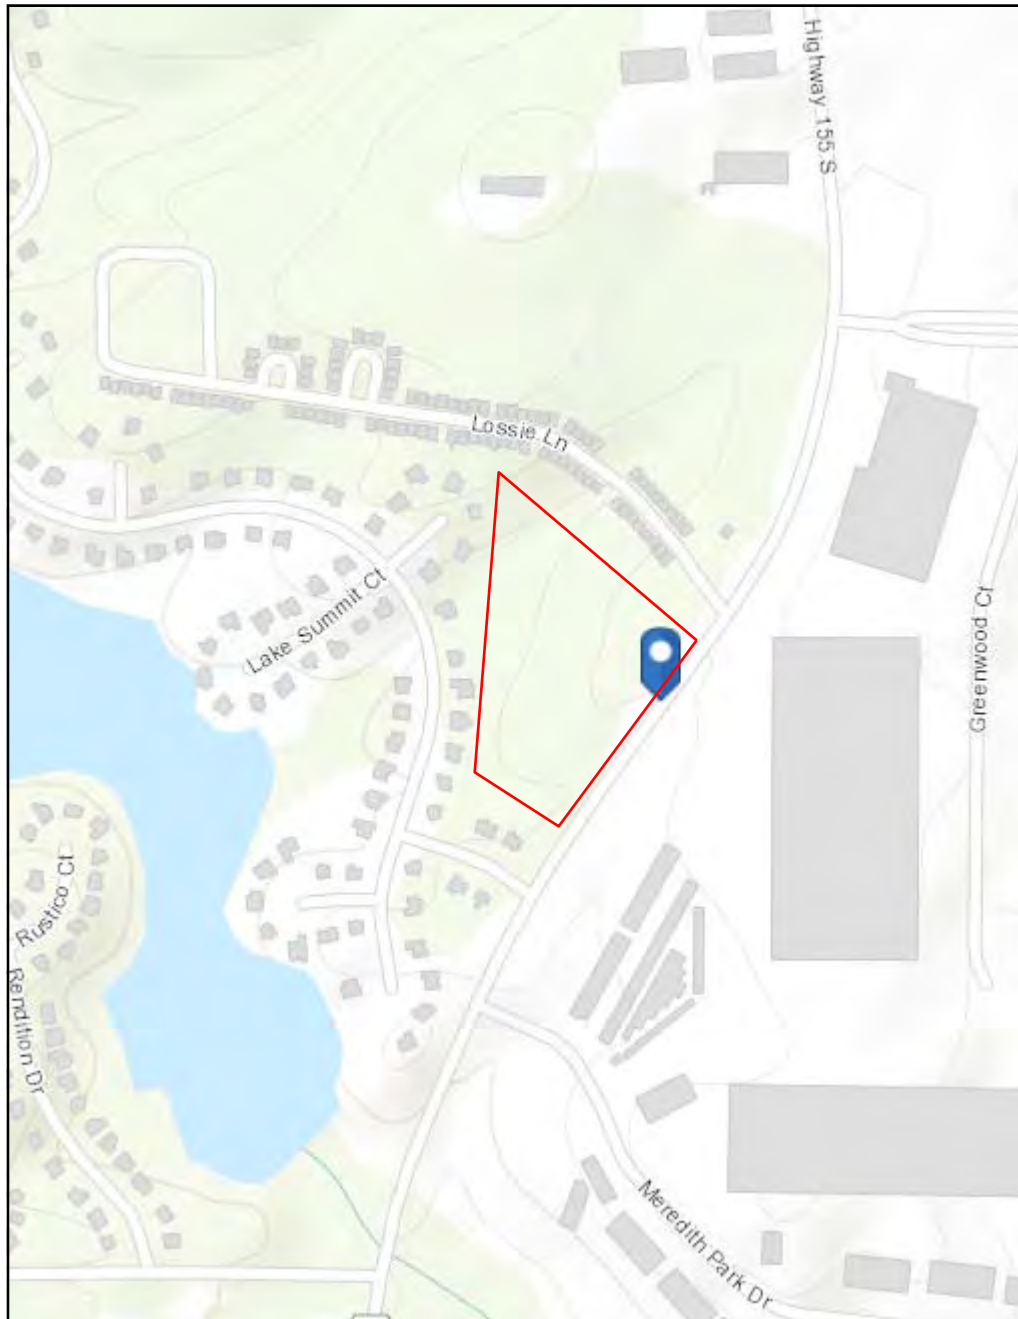 Highway 155 S
Lossie Ln
Lake Summit Ct
Greenwood Ct
Rustico Ct
Rendition Dr
Meredith Park Dr